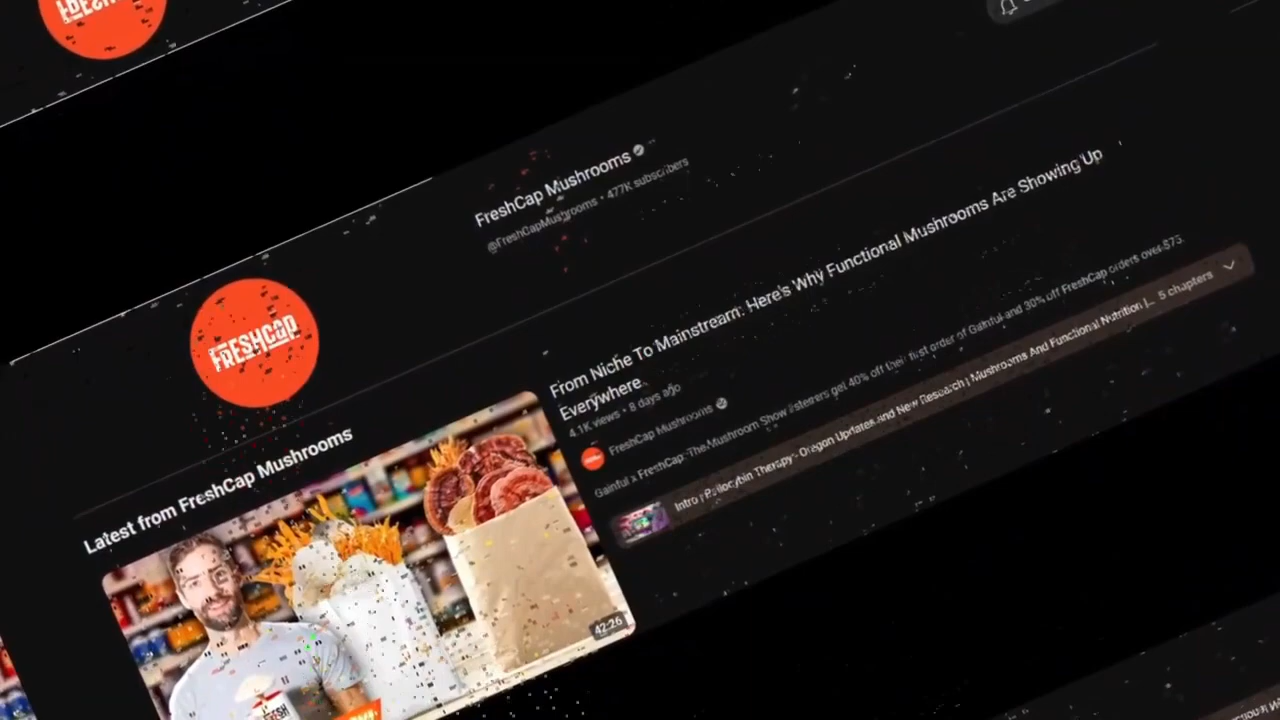 FRESHCAP
FreshCap Mushrooms
@FreshCapMushrooms • 477K subscribers
FRESHCAP
Latest from FreshCap Mushrooms
From Niche To Mainstream: Here's Why Functional Mushrooms Are Showing Up
Everywhere
4.1K views • 8 days ago
FreshCap Mushrooms
Gainful x FreshCap: The Mushroom Show listerers get 40% off their first order of Gainful and 30% off FreshCap orders over $75.
Intro | Psilocybin Therapy- Oregon Updates and New Research | Mushrooms And Functional Nutrition |... 5 chapters
42:26